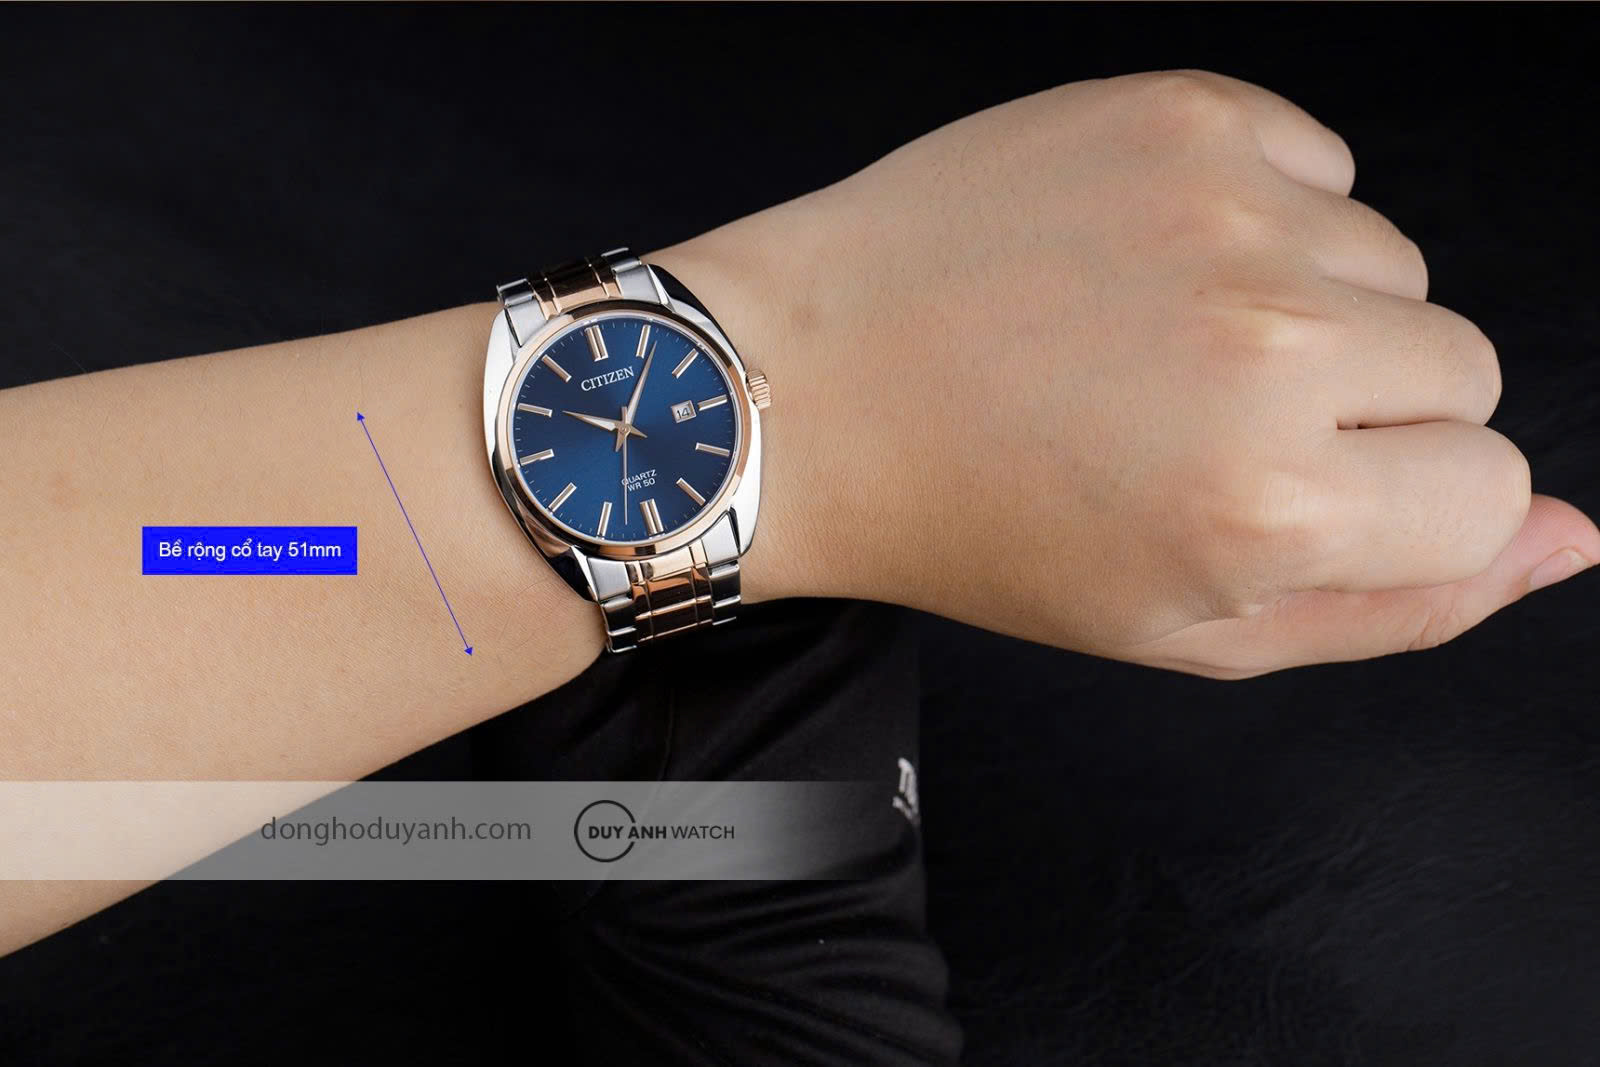 CITIZEN
14
QUARTZ
WR 50
Bề rộng cổ tay 51mm
donghoduyanh.com
DUY ANH WATCH